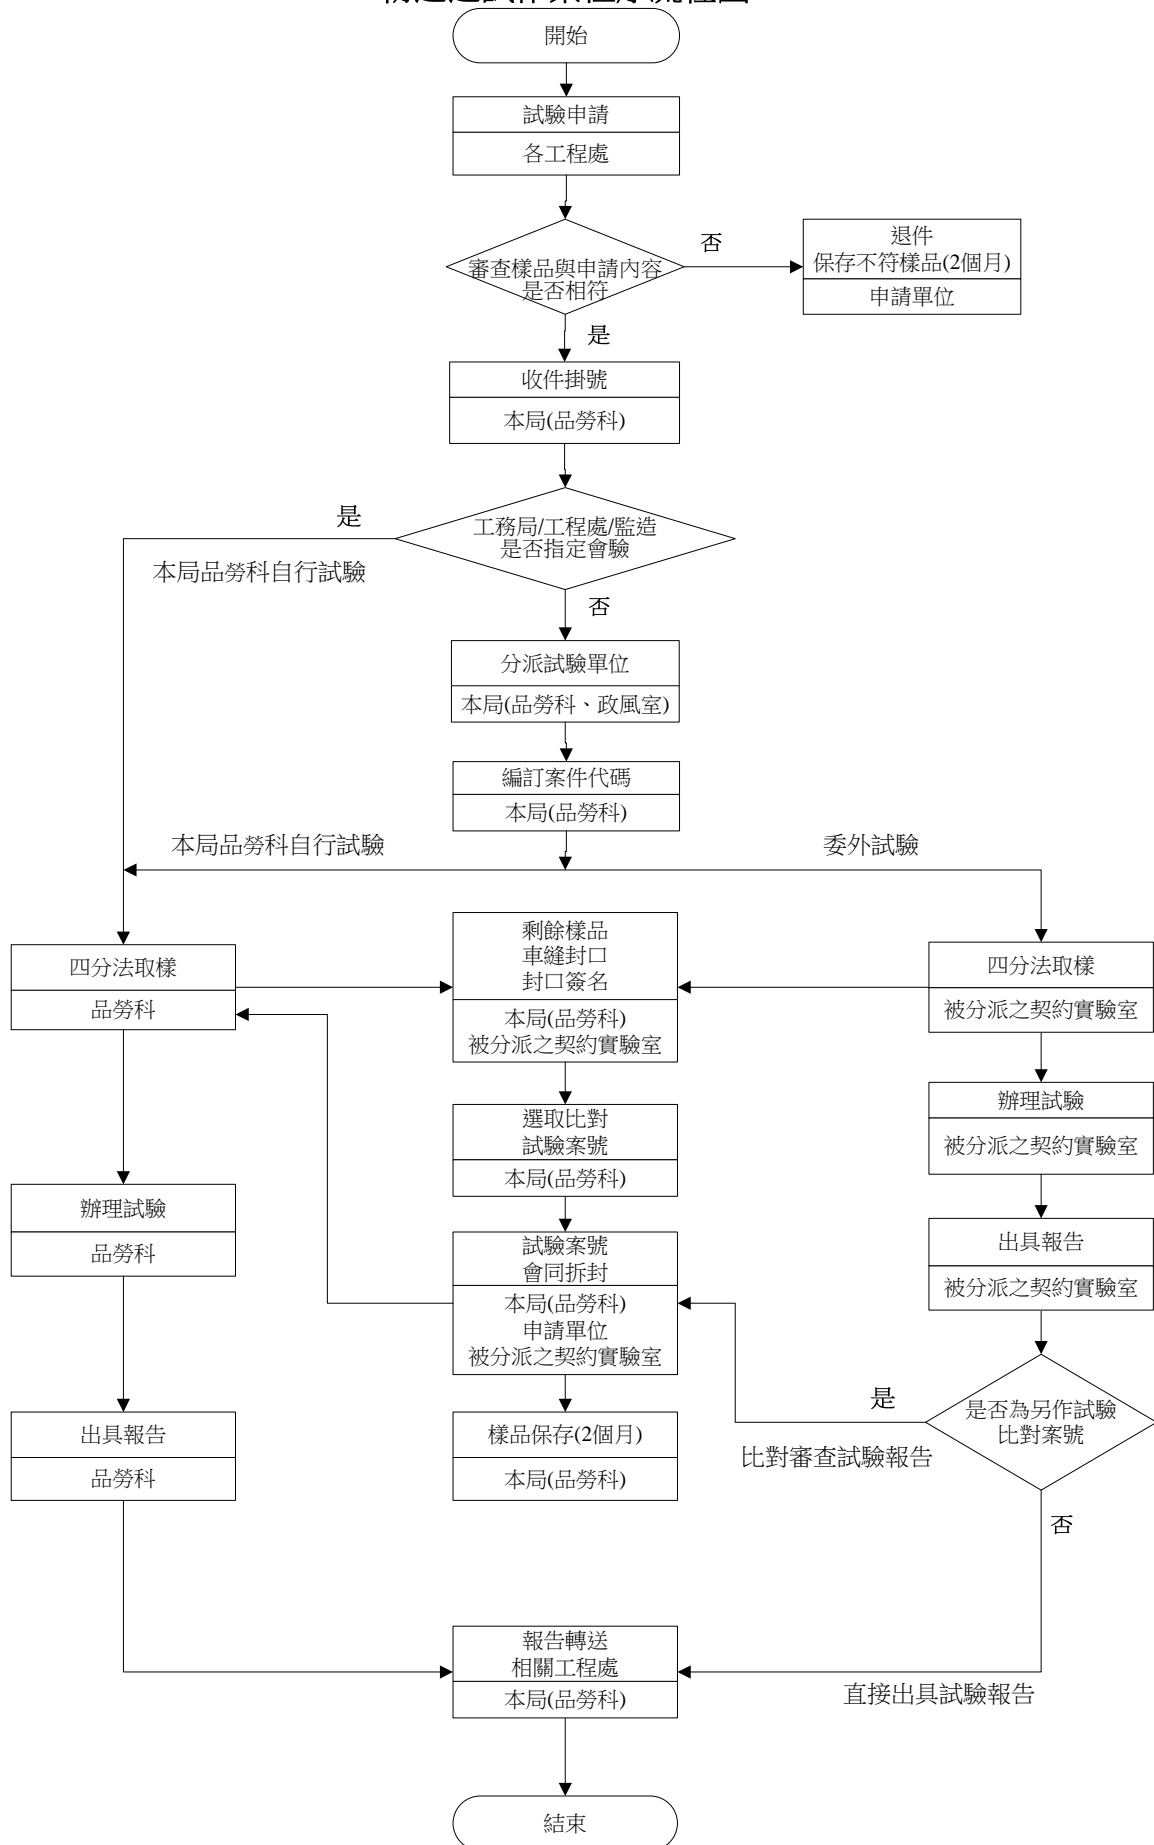 開始
試驗申請
各工程處
審查樣品與申請內容
是否相符
否
退件
保存不符樣品(2個月)
申請單位
是
收件掛號
本局(品勞科)
工務局/工程處/監造
是否指定會驗
是
本局品勞科自行試驗
否
分派試驗單位
本局(品勞科、政風室)
編訂案件代碼
本局(品勞科)
本局品勞科自行試驗
委外試驗
四分法取樣
品勞科
剩餘樣品
車縫封口
封口簽名
本局(品勞科)
被分派之契約實驗室
四分法取樣
被分派之契約實驗室
選取比對
試驗案號
本局(品勞科)
辦理試驗
被分派之契約實驗室
辦理試驗
品勞科
試驗案號
會同拆封
本局(品勞科)
申請單位
被分派之契約實驗室
出具報告
被分派之契約實驗室
是否為另作試驗
比對案號
是
比對審查試驗報告
否
出具報告
品勞科
樣品保存(2個月)
本局(品勞科)
報告轉送
相關工程處
本局(品勞科)
直接出具試驗報告
結束